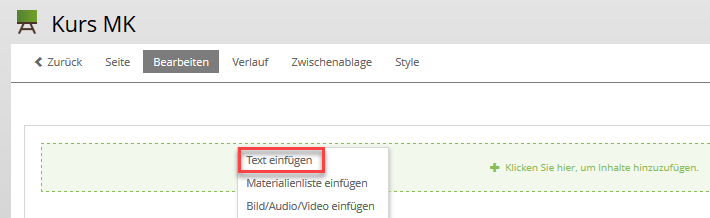 Kurs MK
Zurück Seite Bearbeiten Verlauf Zwischenablage Style
Text einfügen
Klicken Sie hier, um Inhalte hinzuzufügen.
Materialienliste einfügen
Bild/Audio/Video einfügen